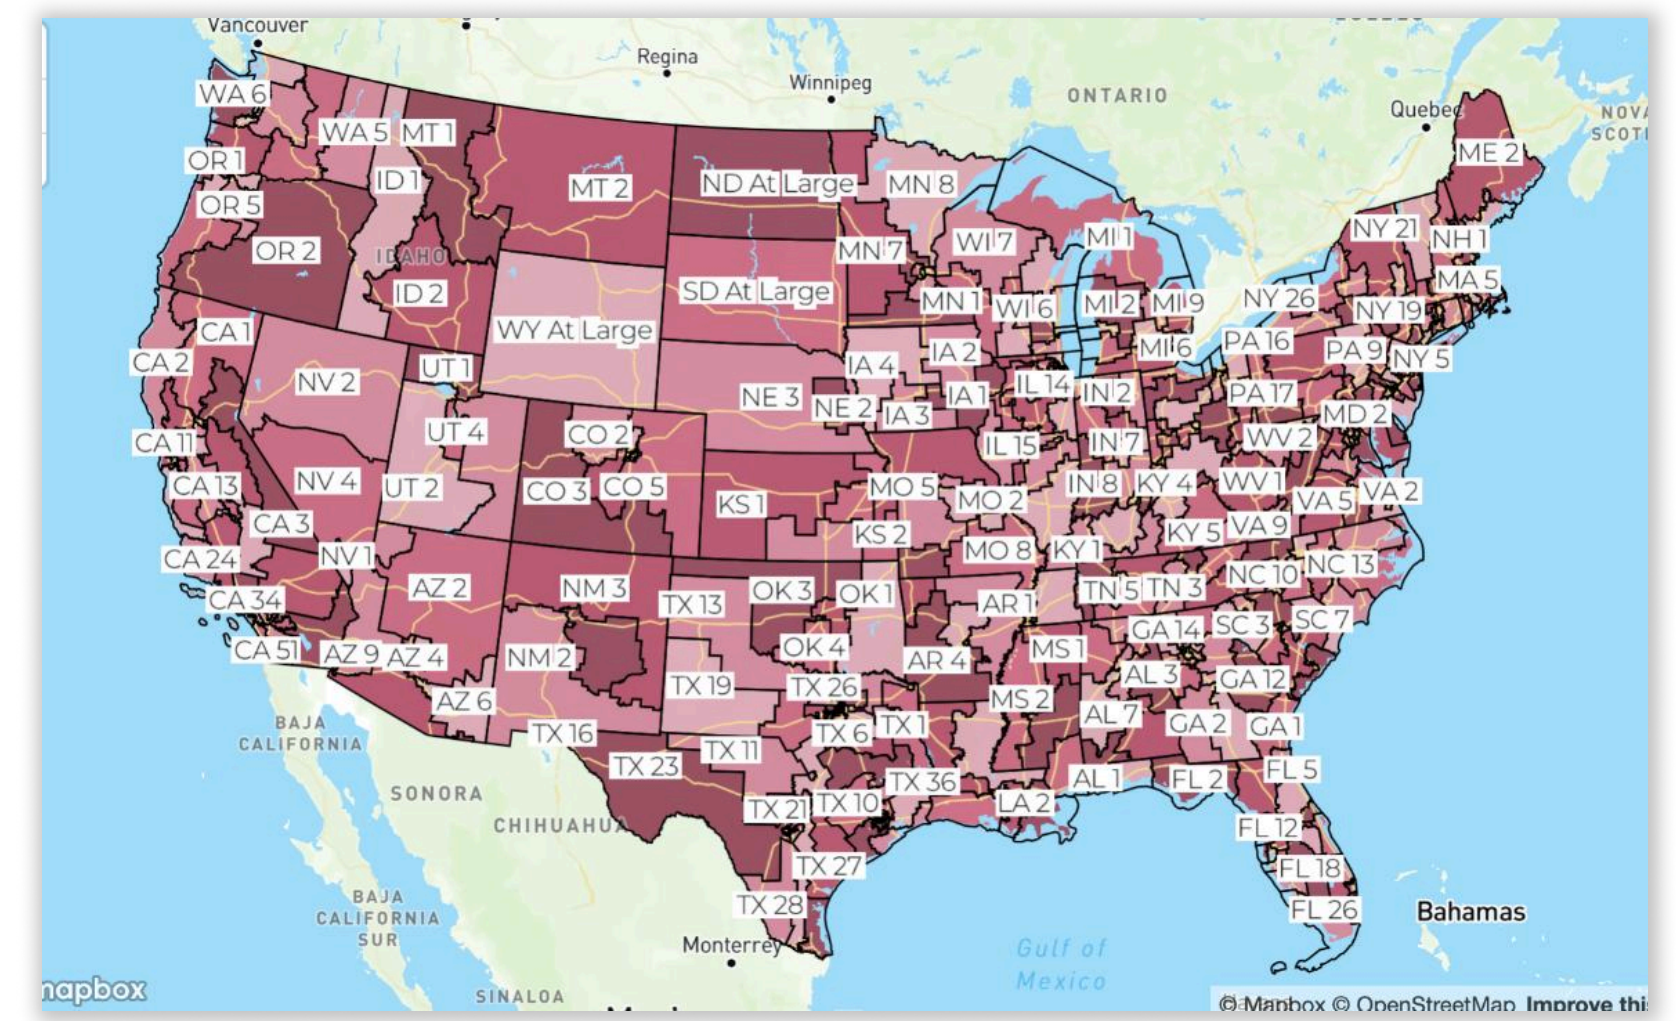 Vancouver
Regina
Winnipeg
ONTARIO
Quebec
NOVA
SCOTI
WA 6
WA 5
MT 1
OR 1
ID 1
MT 2
ND At Large
MN 8
ME 2
OR 5
OR 2
IDAHO
MN 7
WI 7
MI 1
NY 21
NH 1
ID 2
SD At Large
MN 1
WI 6
MI 2
MI 9
NY 26
NY 19
MA 5
CA 1
WY At Large
CA 2
UT 1
IA 4
IA 2
MI 6
PA 16
PA 9
NY 5
NV 2
NE 3
NE 2
IA 3
IA 1
IL 14
IN 2
PA 17
MD 2
CA 11
UT 4
CO 2
IL 15
IN 7
WV 2
CA 13
NV 4
UT 2
CO 3
CO 5
KS 1
MO 5
MO 2
IN 8
KY 4
WV 1
VA 5
VA 2
CA 3
KS 2
KY 5
VA 9
CA 24
NV 1
MO 8
KY 1
NC 10
NC 13
CA 34
AZ 2
NM 3
TX 13
OK 3
OK 1
AR 1
TN 5
TN 3
CA 51
AZ 9
AZ 4
NM 2
OK 4
AR 4
MS 1
GA 14
SC 3
SC 7
AZ 6
TX 19
TX 26
MS 2
AL 3
GA 12
BAJA
CALIFORNIA
TX 16
TX 11
TX 6
TX 1
AL 7
GA 2
GA 1
SONORA
TX 23
TX 36
AL 1
FL 2
FL 5
CHIHUAHUA
TX 21
TX 10
LA 2
FL 12
TX 27
FL 18
BAJA
CALIFORNIA
SUR
TX 28
FL 26
Bahamas
Monterrey
Gulf of
Mexico
SINALOA
mapbox
© Mapbox © OpenStreetMap Improve thi